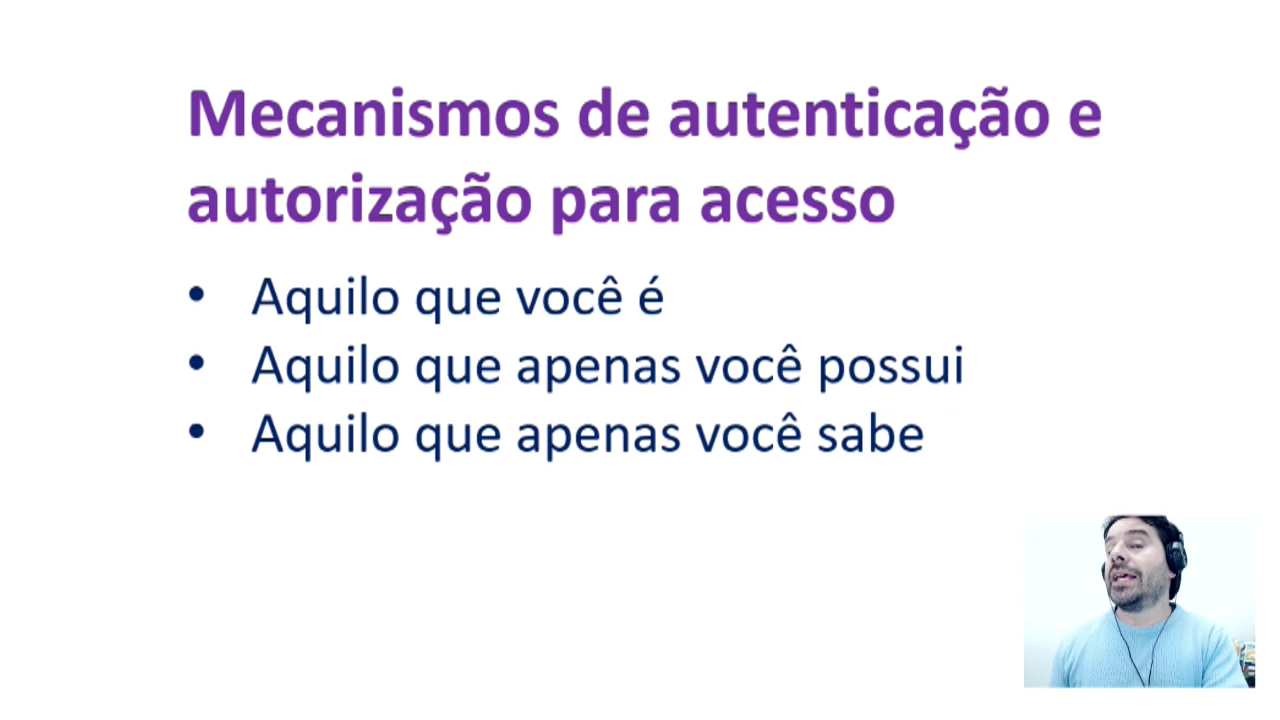 Mecanismos de autenticação e
autorização para acesso
• Aquilo que você é
• Aquilo que apenas você possui
• Aquilo que apenas você sabe